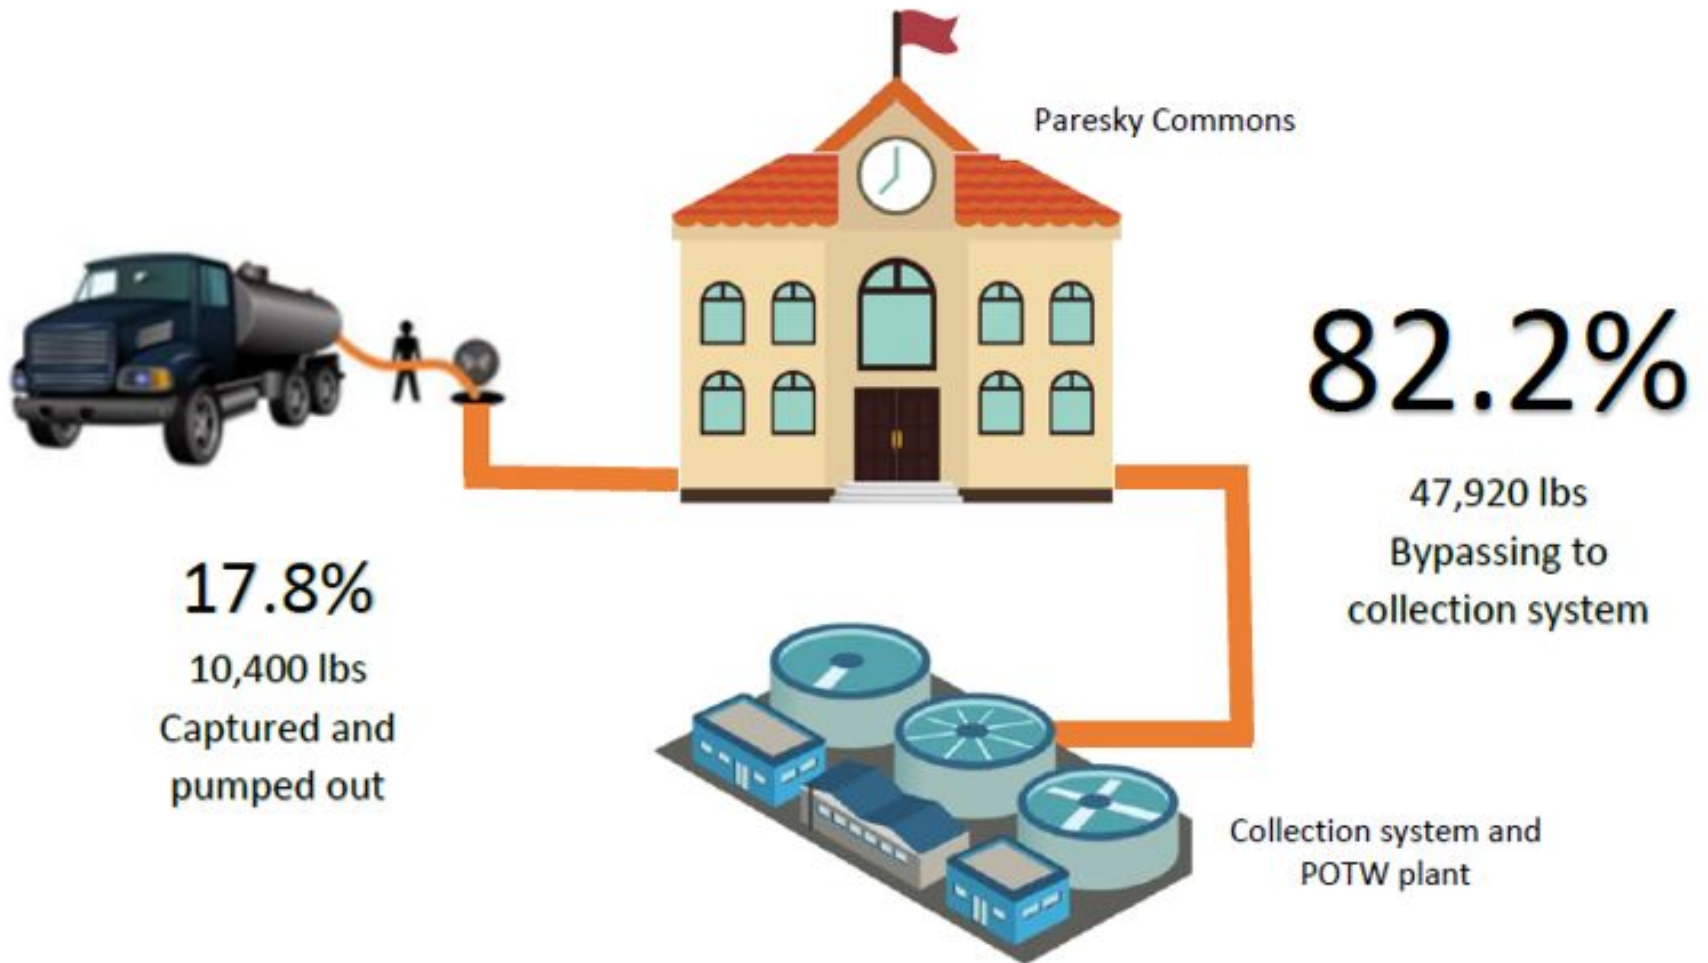 Paresky Commons
82.2%
47,920 lbs
Bypassing to
collection system
17.8%
10,400 lbs
Captured and
pumped out
Collection system and
POTW plant